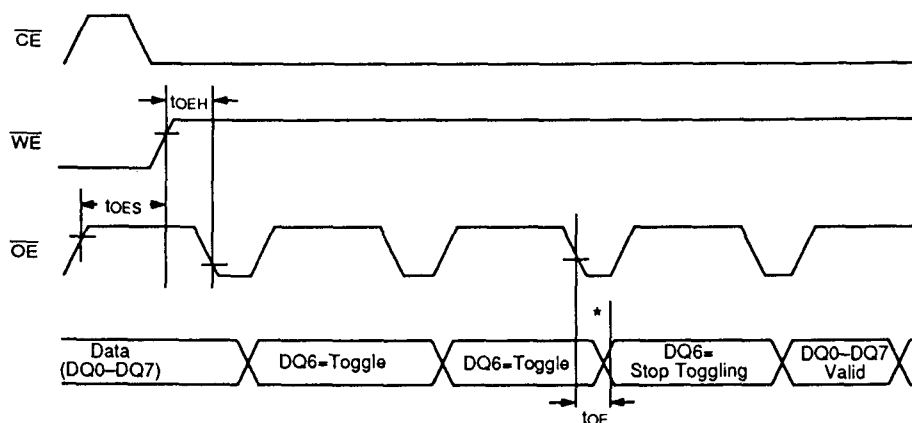 CE
tOEH
WE
tOES
OE
*
Data
(DQ0–DQ7)
DQ6=Toggle
DQ6=Toggle
DQ6=
Stop Toggling
DQ0–DQ7
Valid
tOE